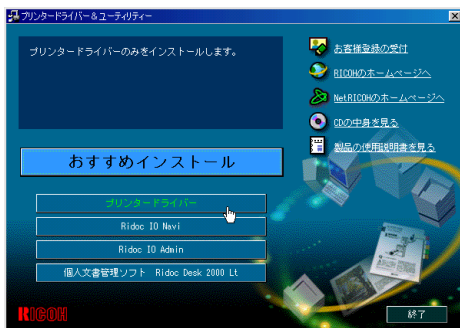 プリンタードライバー＆ユーティリティー
プリンタードライバーのみをインストールします。
お客様登録の受付
RICOHのホームページへ
NetRICOHのホームページへ
CDの中身を見る
製品の使用説明書を見る
おすすめインストール
プリンタードライバー
Ridoc IO Navi
Ridoc IO Admin
個人文書管理ソフト Ridoc Desk 2000 Lt
RICOH
終了